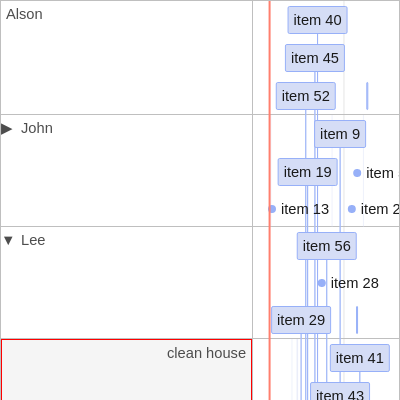 Alson
item 40
item 45
item 52
▶ John
item 9
item 19
item
item 13
item 2
▼ Lee
item 56
item 28
item 29
clean house
item 41
item 43